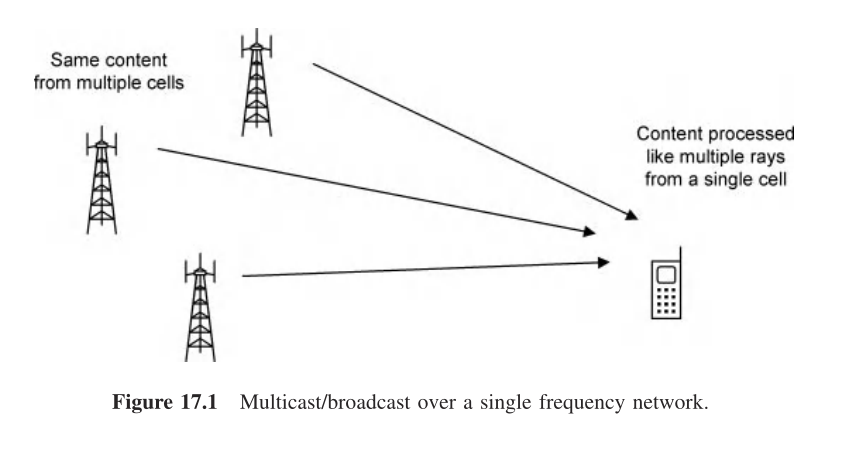 Same content
from multiple cells
Content processed
like multiple rays
from a single cell
Figure 17.1 Multicast/broadcast over a single frequency network.